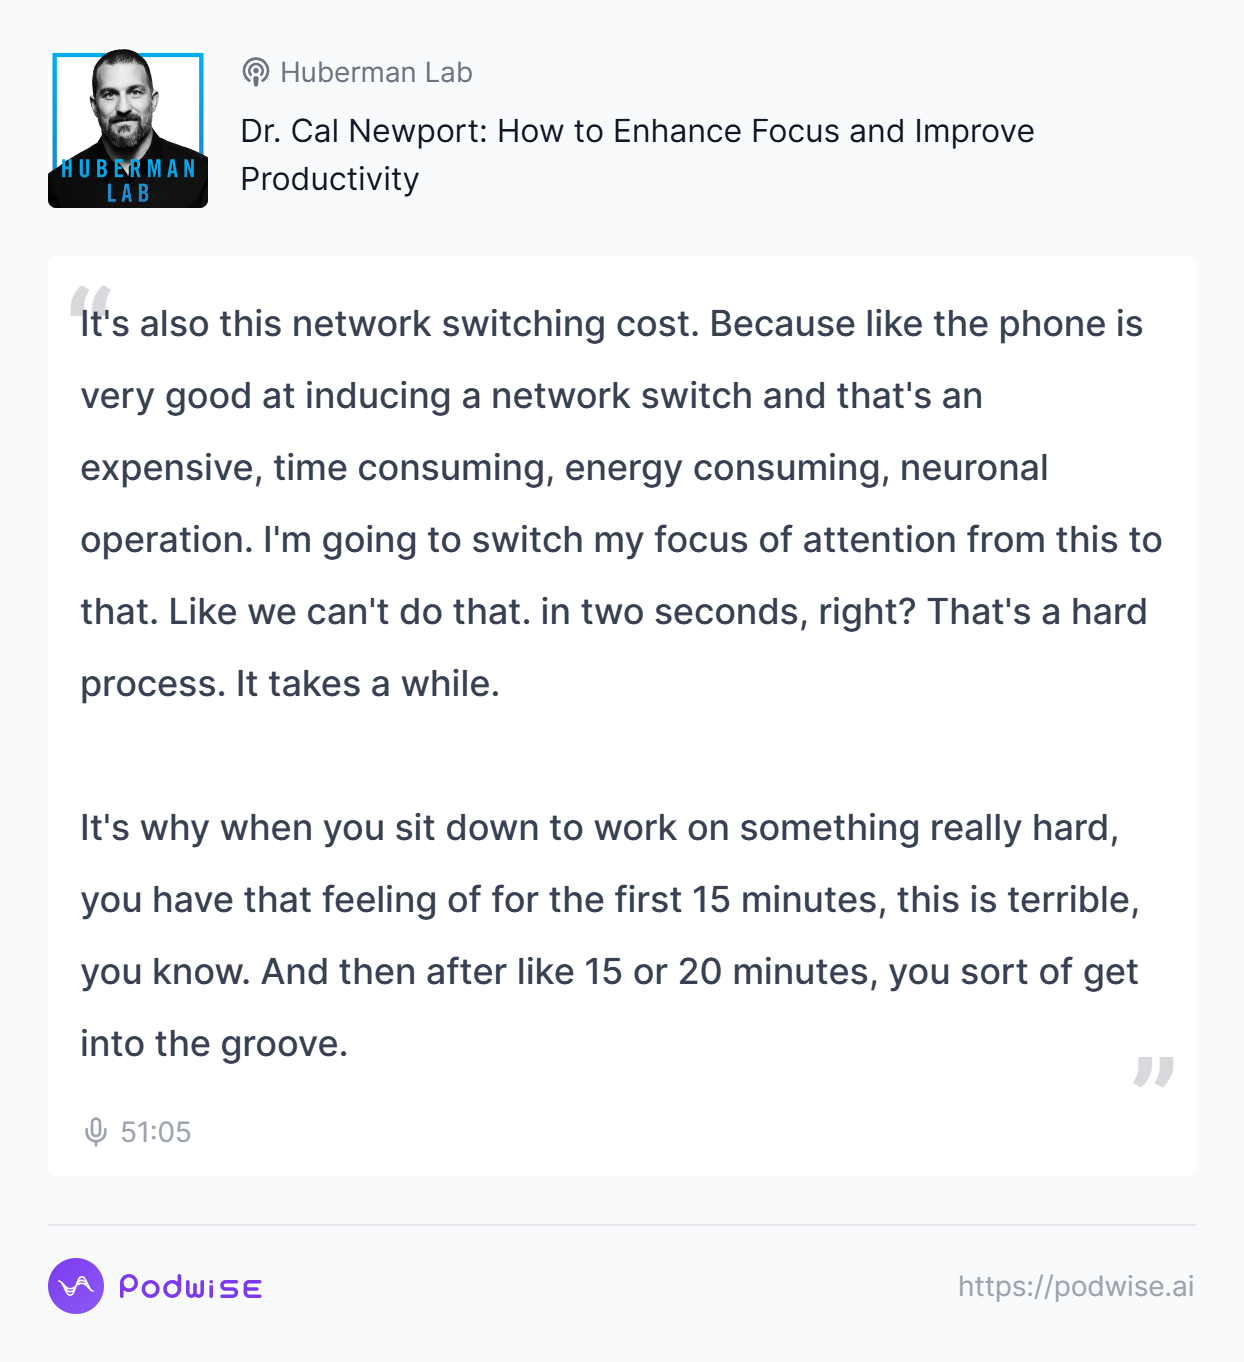 HUBERMAN
LAB
Huberman Lab
Dr. Cal Newport: How to Enhance Focus and Improve
Productivity
“
It's also this network switching cost. Because like the phone is
very good at inducing a network switch and that's an
expensive, time consuming, energy consuming, neuronal
operation. I'm going to switch my focus of attention from this to
that. Like we can't do that. in two seconds, right? That's a hard
process. It takes a while.
It's why when you sit down to work on something really hard,
you have that feeling of for the first 15 minutes, this is terrible,
you know. And then after like 15 or 20 minutes, you sort of get
into the groove.
”
51:05
Podwise
https://podwise.ai